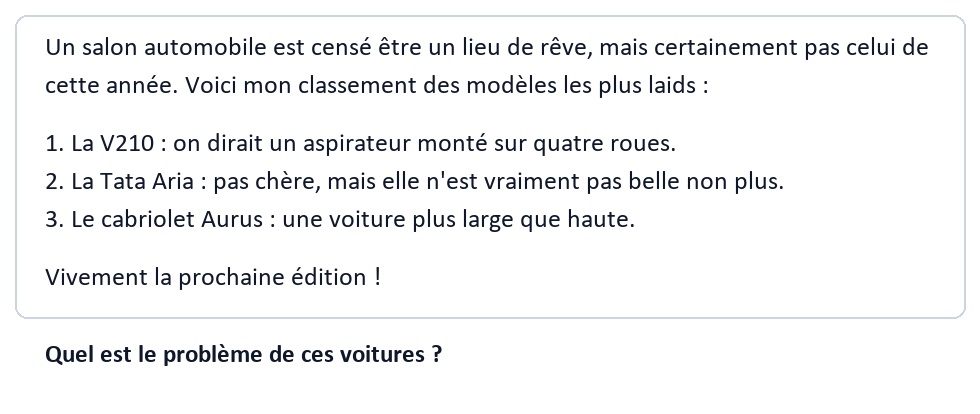 Un salon automobile est censé être un lieu de rêve, mais certainement pas celui de
cette année. Voici mon classement des modèles les plus laids :
1. La V210 : on dirait un aspirateur monté sur quatre roues.
2. La Tata Aria : pas chère, mais elle n'est vraiment pas belle non plus.
3. Le cabriolet Aurus : une voiture plus large que haute.
Vivement la prochaine édition !
Quel est le problème de ces voitures ?